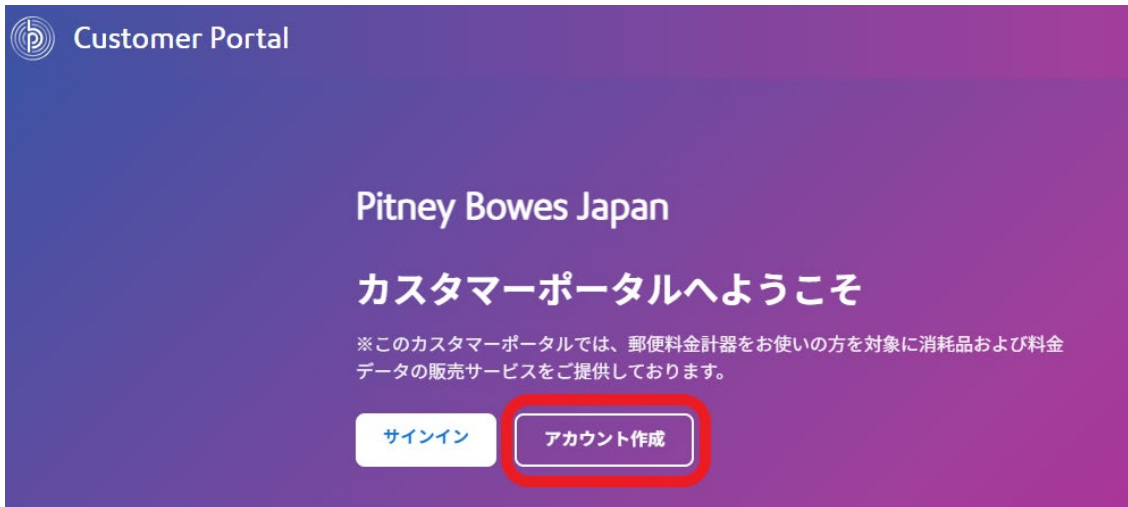 Customer Portal
Pitney Bowes Japan
カスタマーポータルへようこそ
※このカスタマーポータルでは、郵便料金計器をお使いの方を対象に消耗品および料金
データの販売サービスをご提供しております。
サインイン
アカウント作成